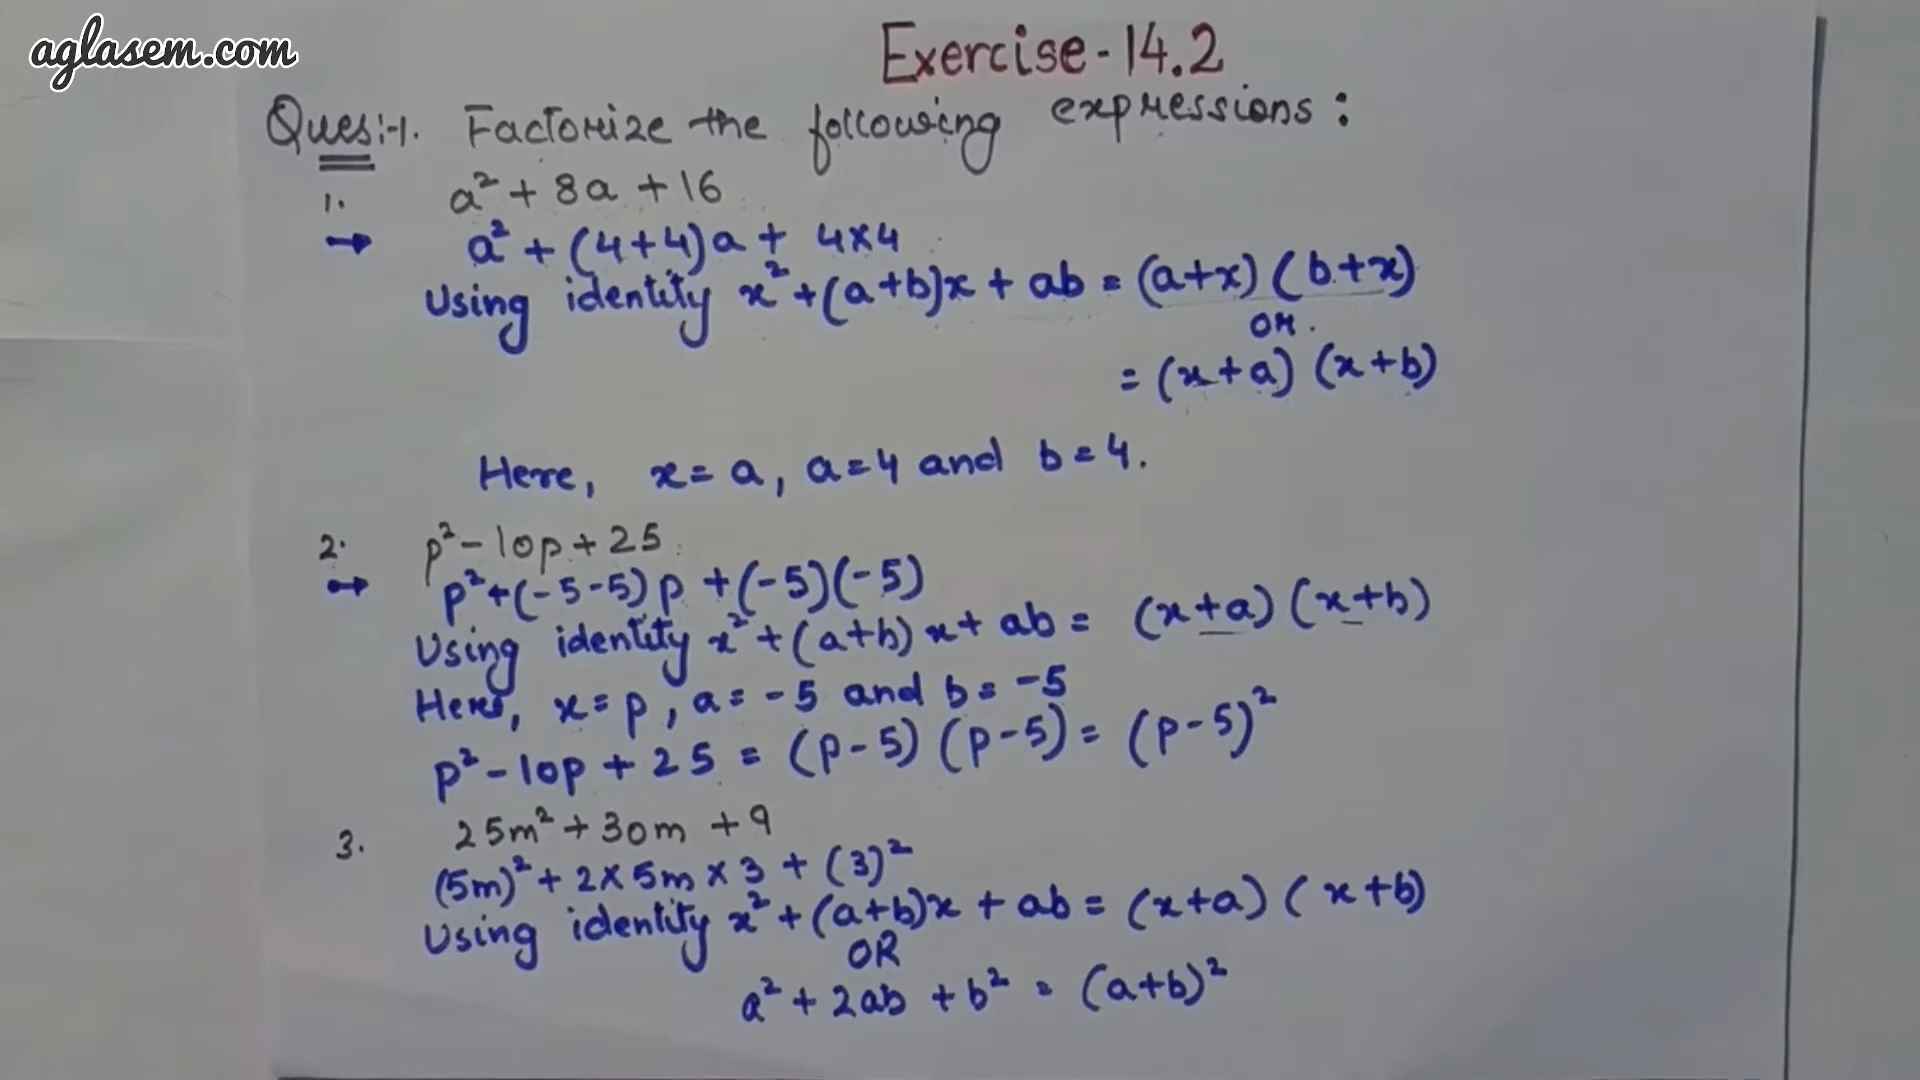 aglasem.com
Exercise-14.2
Ques:-1. Factorize the following expressions:
1. a² + 8a + 16
→ a² + (4+4)a + 4×4
Using identity x² + (a+b)x + ab = (a+x) (b+x)
or.
= (x+a) (x+b)
Here, x = a, a = 4 and b = 4.
2. p² - 10p + 25
→ p² + (-5-5)p + (-5)(-5)
Using identity x² + (a+b)x + ab = (x+a) (x+b)
Here, x = p, a = -5 and b = -5
p² - 10p + 25 = (p-5) (p-5) = (p-5)²
3. 25m² + 30m + 9
(5m)² + 2 × 5m × 3 + (3)²
Using identity x² + (a+b)x + ab = (x+a) (x+b)
OR
a² + 2ab + b² = (a+b)²